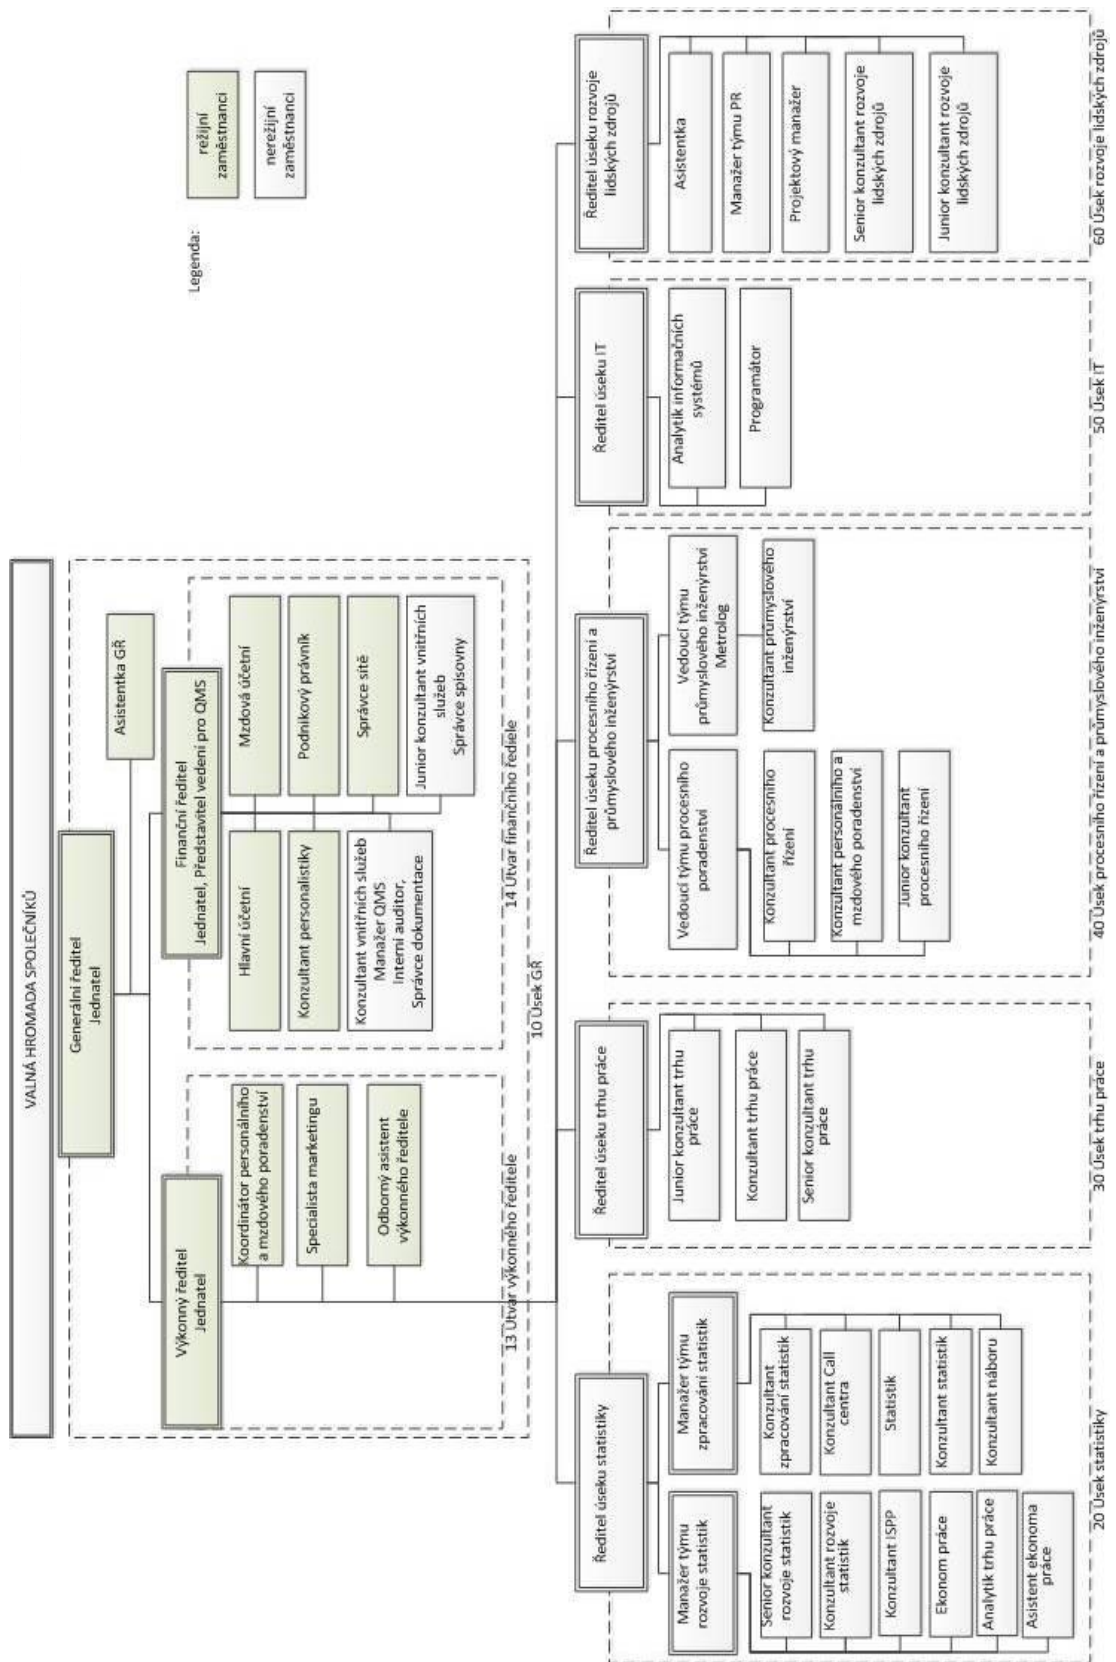 VALNÁ HROMADA SPOLEČNÍKŮ
Generální ředitel
Jednatel
Asistentka GŘ
Výkonný ředitel
Jednatel
Koordinátor personálního
a mzdového poradenství
Specialista marketingu
Odborný asistent
výkonného ředitele
13 Útvar výkonného ředitele
Finanční ředitel
Jednatel, Představitel vedení pro QMS
Hlavní účetní
Mzdová účetní
Konzultant personalistiky
Podnikový právník
Konzultant vnitřních služeb
Manažer QMS
Interní auditor,
Správce dokumentace
Správce sítě
Junior konzultant vnitřních
služeb
Správce spisovny
14 Útvar finančního řediele
10 Úsek GŘ
Legenda:
režijní
zaměstnanci
nerežijní
zaměstnanci
Ředitel úseku statistiky
Manažer týmu
rozvoje statistik
Senior konzultant
rozvoje statistik
Konzultant rozvoje
statistik
Konzultant ISPP
Ekonom práce
Analytik trhu práce
Asistent ekonoma
práce
Manažer týmu
zpracování statistik
Konzultant
zpracování statistik
Konzultant Call
centra
Statistik
Konzultant statistik
Konzultant náboru
20 Úsek statistiky
Ředitel úseku trhu práce
Junior konzultant trhu
práce
Konzultant trhu práce
Senior konzultant trhu
práce
30 Úsek trhu práce
Ředitel úseku procesního řízení a
průmyslového inženýrství
Vedoucí týmu procesního
poradenství
Konzultant procesního
řízení
Konzultant personálního a
mzdového poradenství
Junior konzultant
procesního řízení
Vedoucí týmu
průmyslového inženýrství
Metrolog
Konzultant průmyslového
inženýrství
40 Úsek procesního řízení a průmyslového inženýrství
Ředitel úseku IT
Analytik informačních
systémů
Programátor
50 Úsek IT
Ředitel úseku rozvoje
lidských zdrojů
Asistentka
Manažer týmu PR
Projektový manažer
Senior konzultant rozvoje
lidských zdrojů
Junior konzultant rozvoje
lidských zdrojů
60 Úsek rozvoje lidských zdrojů